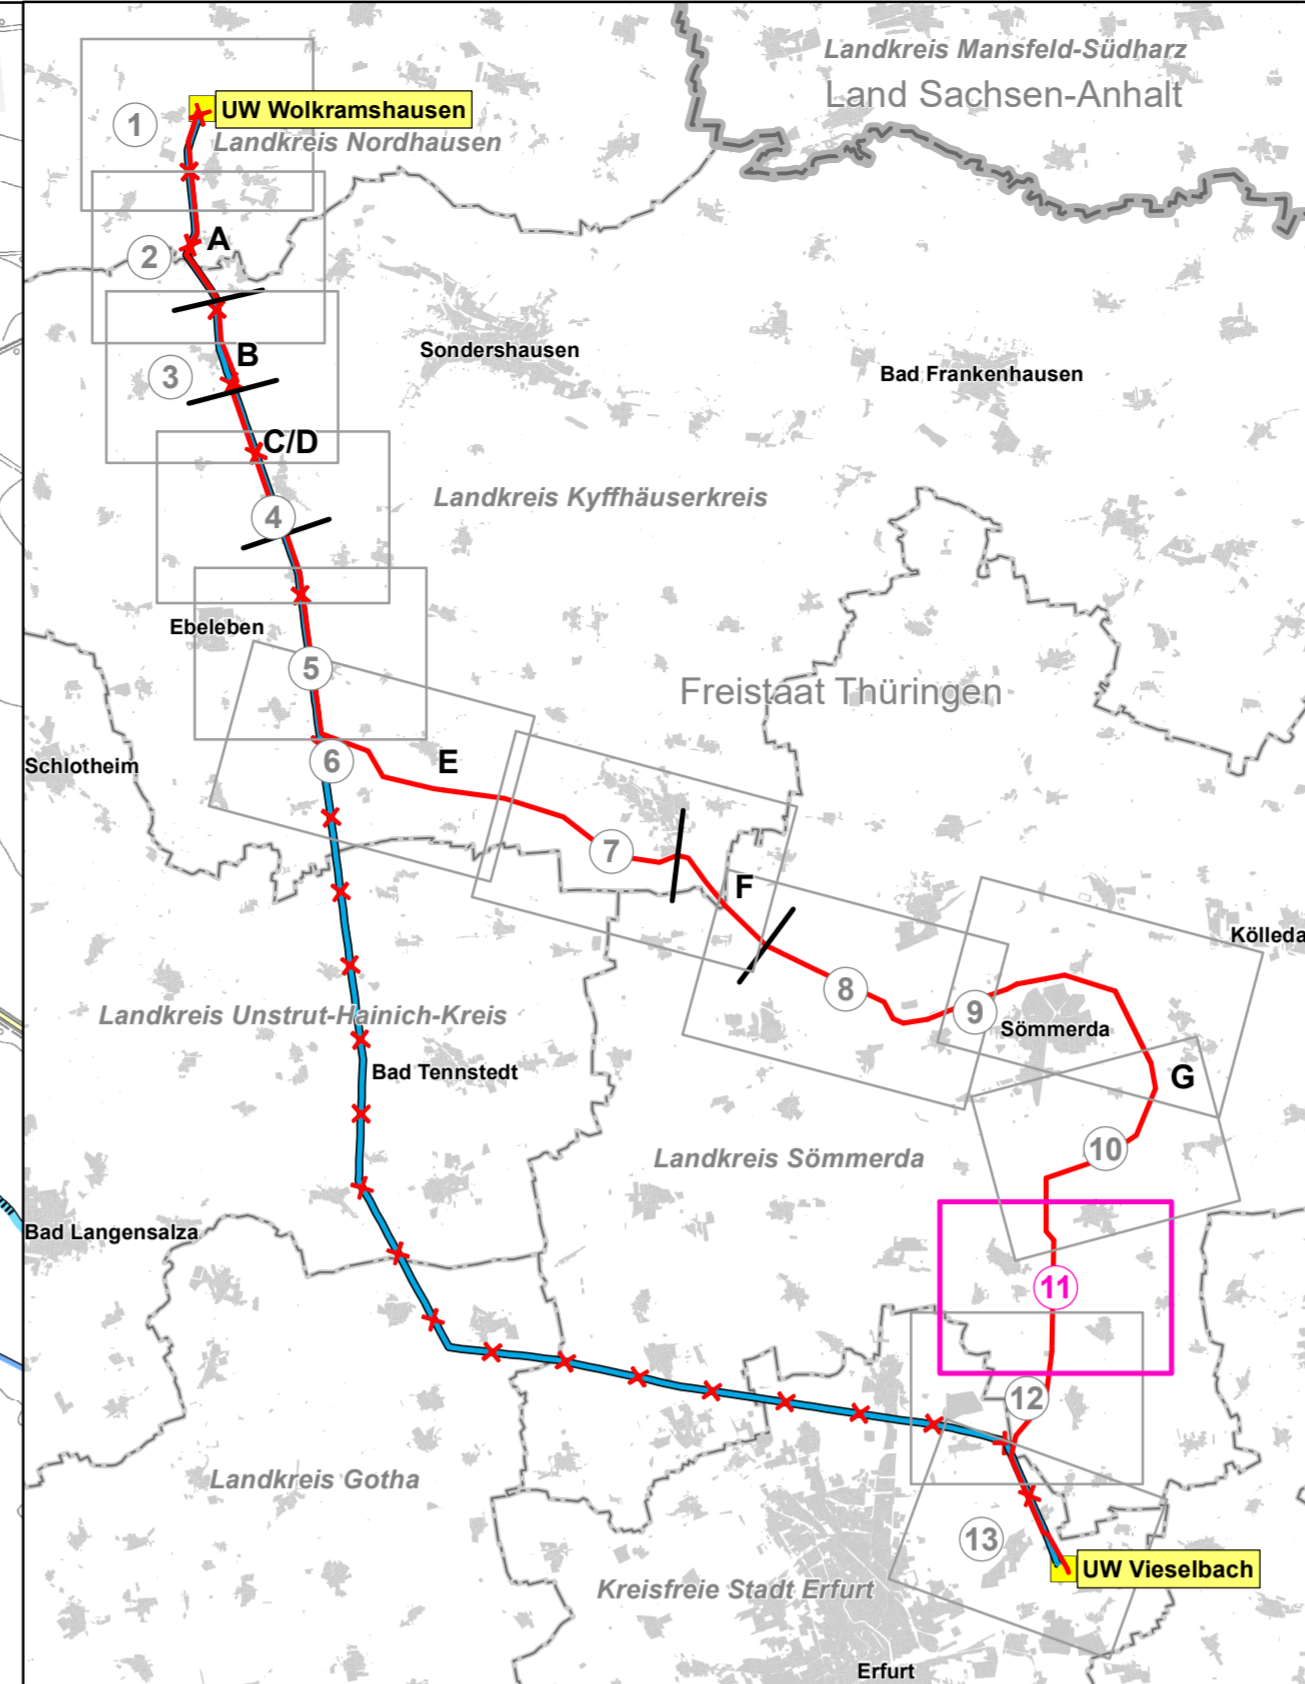 Landkreis Mansfeld-Südharz
Land Sachsen-Anhalt
UW Wolkramshausen
1
Landkreis Nordhausen
A
2
B
Sondershausen
3
Bad Frankenhausen
C/D
Landkreis Kyffhäuserkreis
4
Ebeleben
5
Freistaat Thüringen
Schlotheim
6
E
7
F
Kölleda
8
9
Landkreis Unstrut-Hainich-Kreis
Sömmerda
Bad Tennstedt
G
10
Landkreis Sömmerda
Bad Langensalza
11
12
Landkreis Gotha
13
UW Vieselbach
Kreisfreie Stadt Erfurt
Erfurt